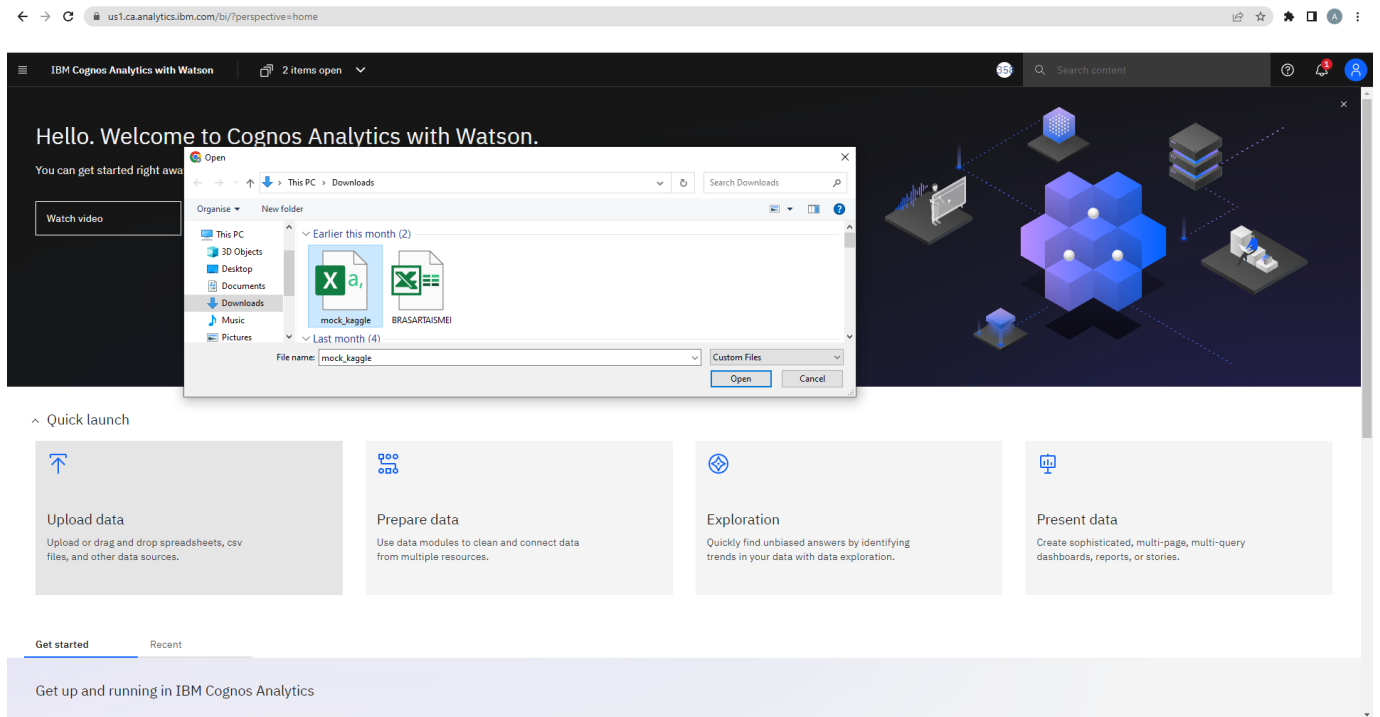 us1.ca.analytics.ibm.com/bi/?perspective=home
A
IBM Cognos Analytics with Watson
2 items open
358
Search content
1
Hello. Welcome to Cognos Analytics with Watson.
You can get started right awa
Watch video
Open
This PC > Downloads
Search Downloads
Organise
New folder
This PC
3D Objects
Desktop
Documents
Downloads
Music
Pictures
Earlier this month (2)
mock_kaggle
BRASARTAISMEI
Last month (4)
File name: mock_kaggle
Custom Files
Open
Cancel
Quick launch
Upload data
Upload or drag and drop spreadsheets, csv
files, and other data sources.
Prepare data
Use data modules to clean and connect data
from multiple resources.
Exploration
Quickly find unbiased answers by identifying
trends in your data with data exploration.
Present data
Create sophisticated, multi-page, multi-query
dashboards, reports, or stories.
Get started
Recent
Get up and running in IBM Cognos Analytics